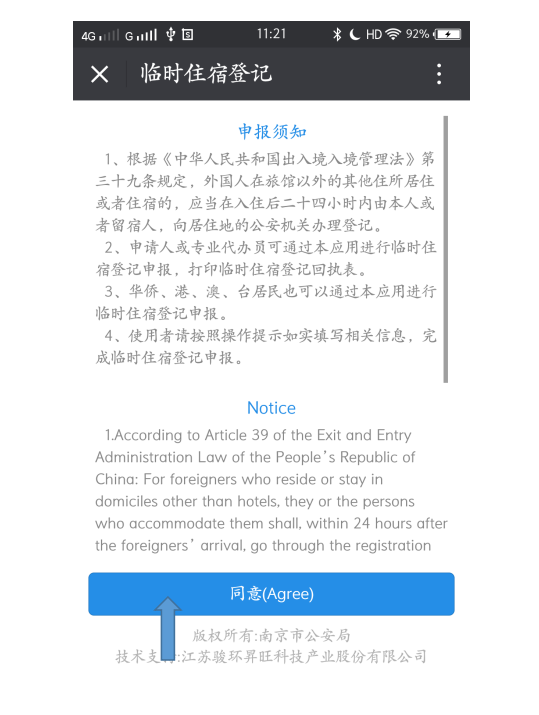 4G G 11:21 HD 92%
临时住宿登记
申报须知
1、根据《中华人民共和国出入境入境管理法》第
三十九条规定，外国人在旅馆以外的其他住所居住
或者住宿的，应当在入住后二十四小时内由本人或
者留宿人，向居住地的公安机关办理登记。
2、申请人或专业代办员可通过本应用进行临时住
宿登记申报，打印临时住宿登记回执表。
3、华侨、港、澳、台居民也可以通过本应用进行
临时住宿登记申报。
4、使用者请按照操作提示如实填写相关信息，完
成临时住宿登记申报。
Notice
1.According to Article 39 of the Exit and Entry
Administration Law of the People’s Republic of
China: For foreigners who reside or stay in
domiciles other than hotels, they or the persons
who accommodate them shall, within 24 hours after
the foreigners’ arrival, go through the registration
同意(Agree)
版权所有:南京市公安局
技术支:江苏骏环昇旺科技产业股份有限公司